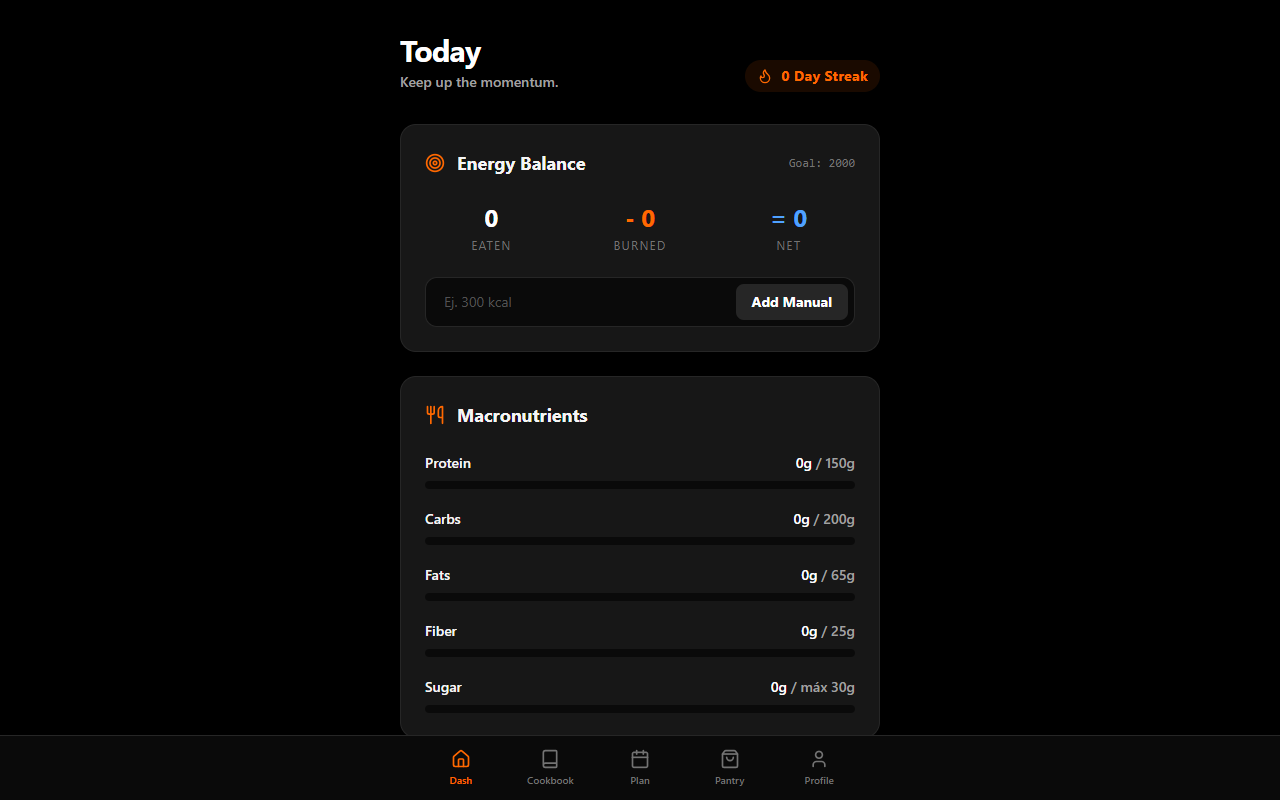 Today
Keep up the momentum.
0 Day Streak
Energy Balance
Goal: 2000
0
- 0
= 0
EATEN
BURNED
NET
Ej. 300 kcal
Add Manual
Macronutrients
Protein
0g / 150g
Carbs
0g / 200g
Fats
0g / 65g
Fiber
0g / 25g
Sugar
0g / máx 30g
Dash
Cookbook
Plan
Pantry
Profile